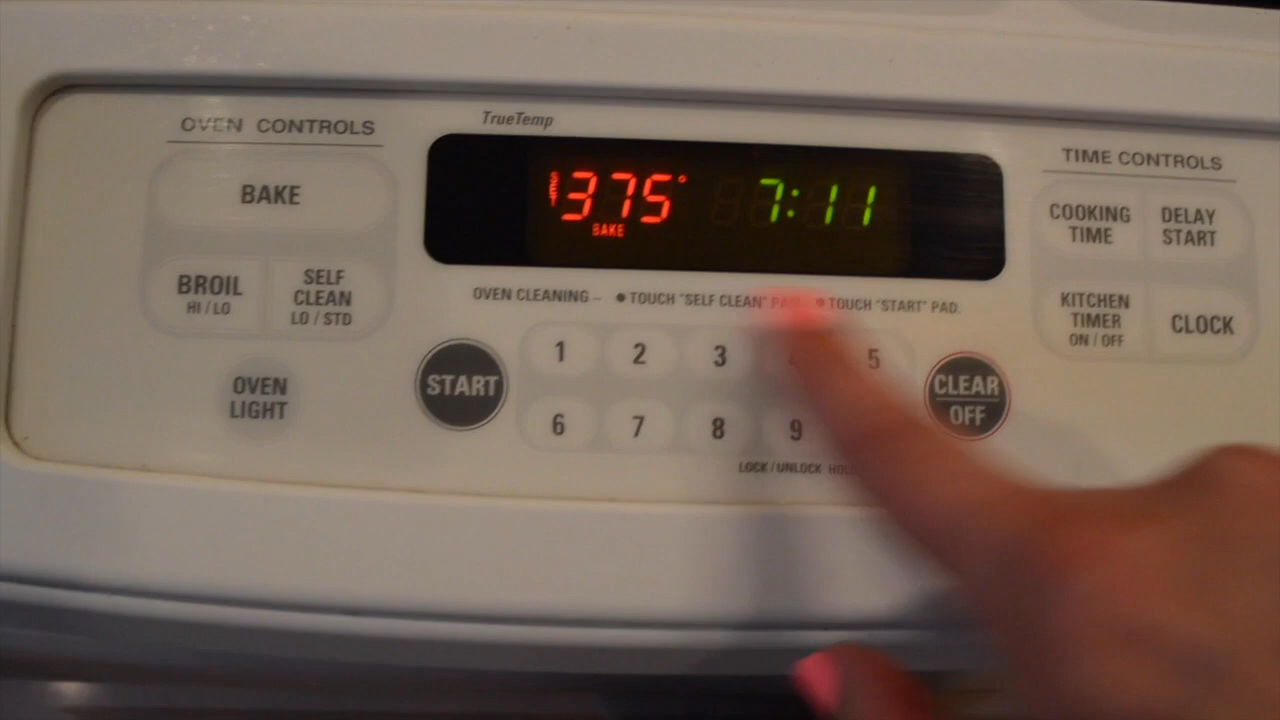 OVEN CONTROLS
BAKE
BROIL
HI / LO
SELF
CLEAN
LO / STD
OVEN
LIGHT
TrueTemp
SET 375° 7:11
BAKE
OVEN CLEANING – • TOUCH "SELF CLEAN" • TOUCH "START" PAD.
START
1 2 3 4 5
6 7 8 9
LOCK / UNLOCK
CLEAR
OFF
TIME CONTROLS
COOKING
TIME
DELAY
START
KITCHEN
TIMER
ON / OFF
CLOCK